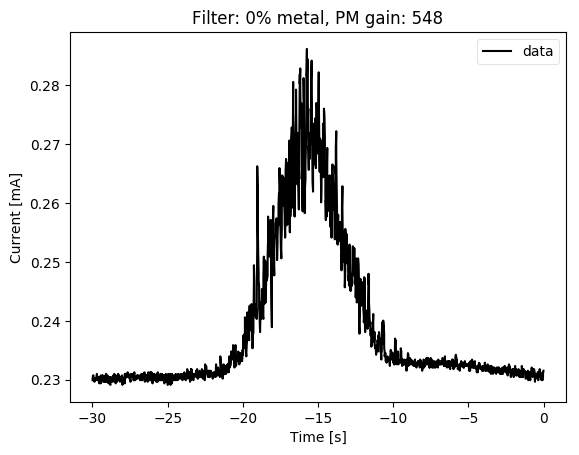 Filter: 0% metal, PM gain: 548
data
0.28
0.27
0.26
0.25
0.24
0.23
Current [mA]
−30 −25 −20 −15 −10 −5 0
Time [s]